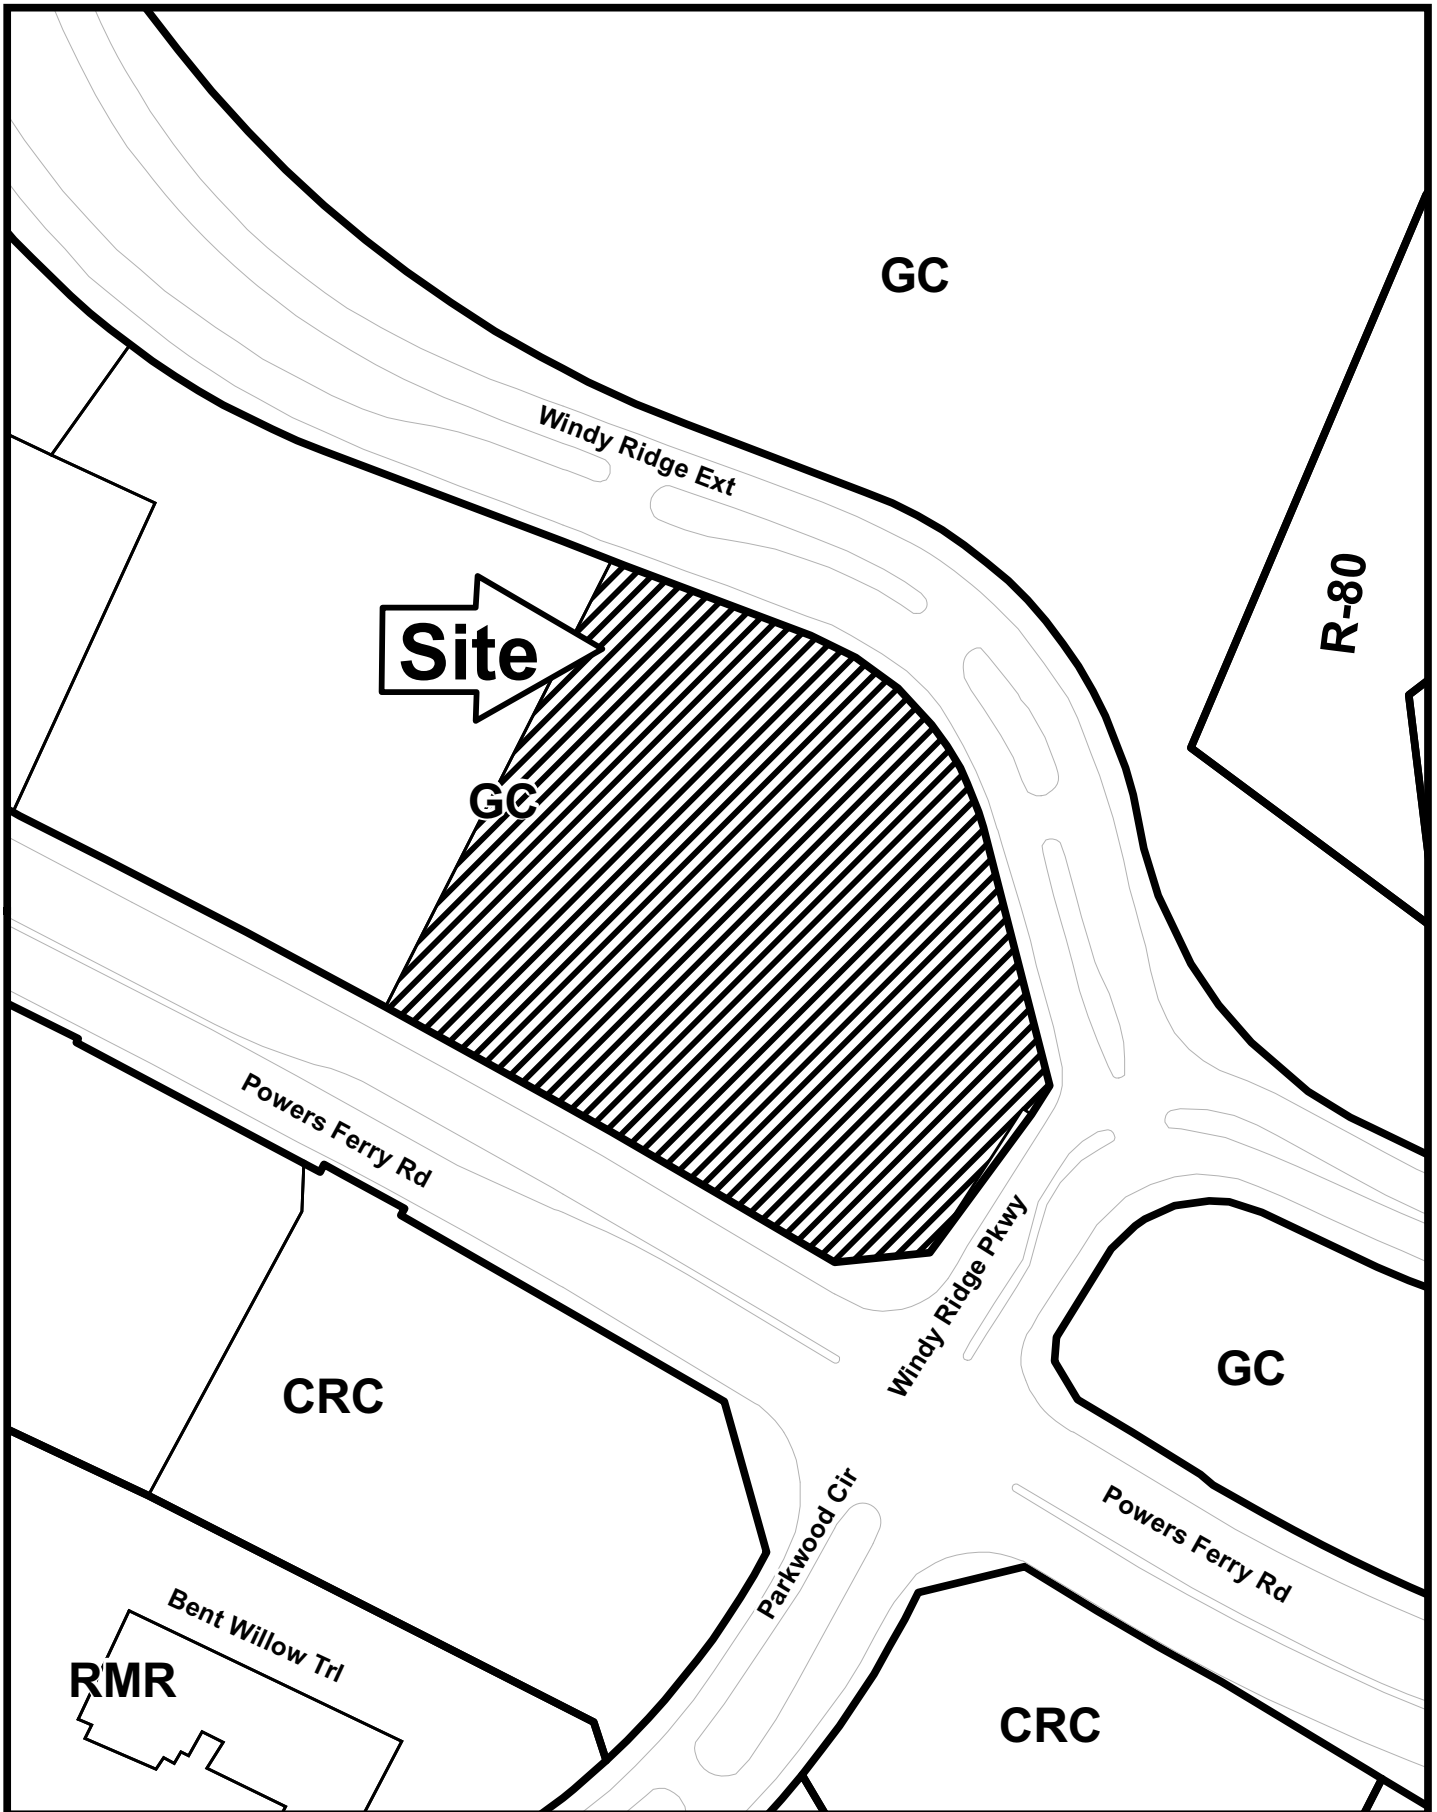 GC
Windy Ridge Ext
R-80
Site
GC
Powers Ferry Rd
Windy Ridge Pkwy
GC
CRC
Parkwood Cir
Powers Ferry Rd
Bent Willow Trl
RMR
CRC